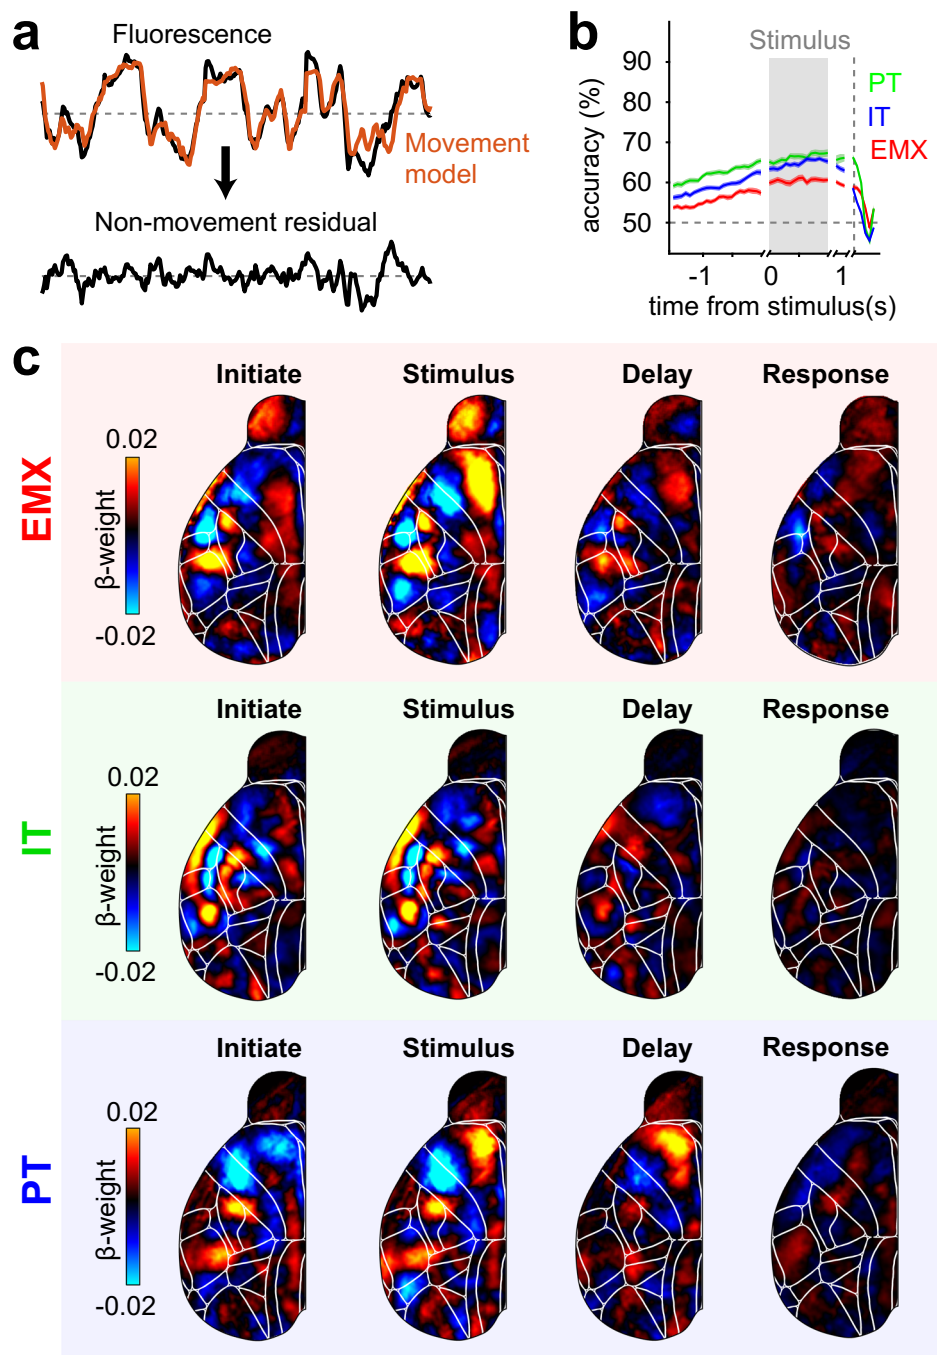 a
Fluorescence
Movement
model
Non-movement residual
b
Stimulus
90
80
70
60
50
accuracy (%)
PT
IT
EMX
-1 0 1
time from stimulus(s)
c
EMX
Initiate Stimulus Delay Response
0.02
β-weight
-0.02
IT
Initiate Stimulus Delay Response
0.02
β-weight
-0.02
PT
Initiate Stimulus Delay Response
0.02
β-weight
-0.02